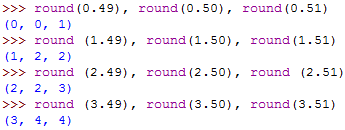 >>> round(0.49), round(0.50), round(0.51)
(0, 0, 1)
>>> round (1.49), round(1.50), round(1.51)
(1, 2, 2)
>>> round(2.49), round(2.50), round (2.51)
(2, 2, 3)
>>> round(3.49), round(3.50), round(3.51)
(3, 4, 4)